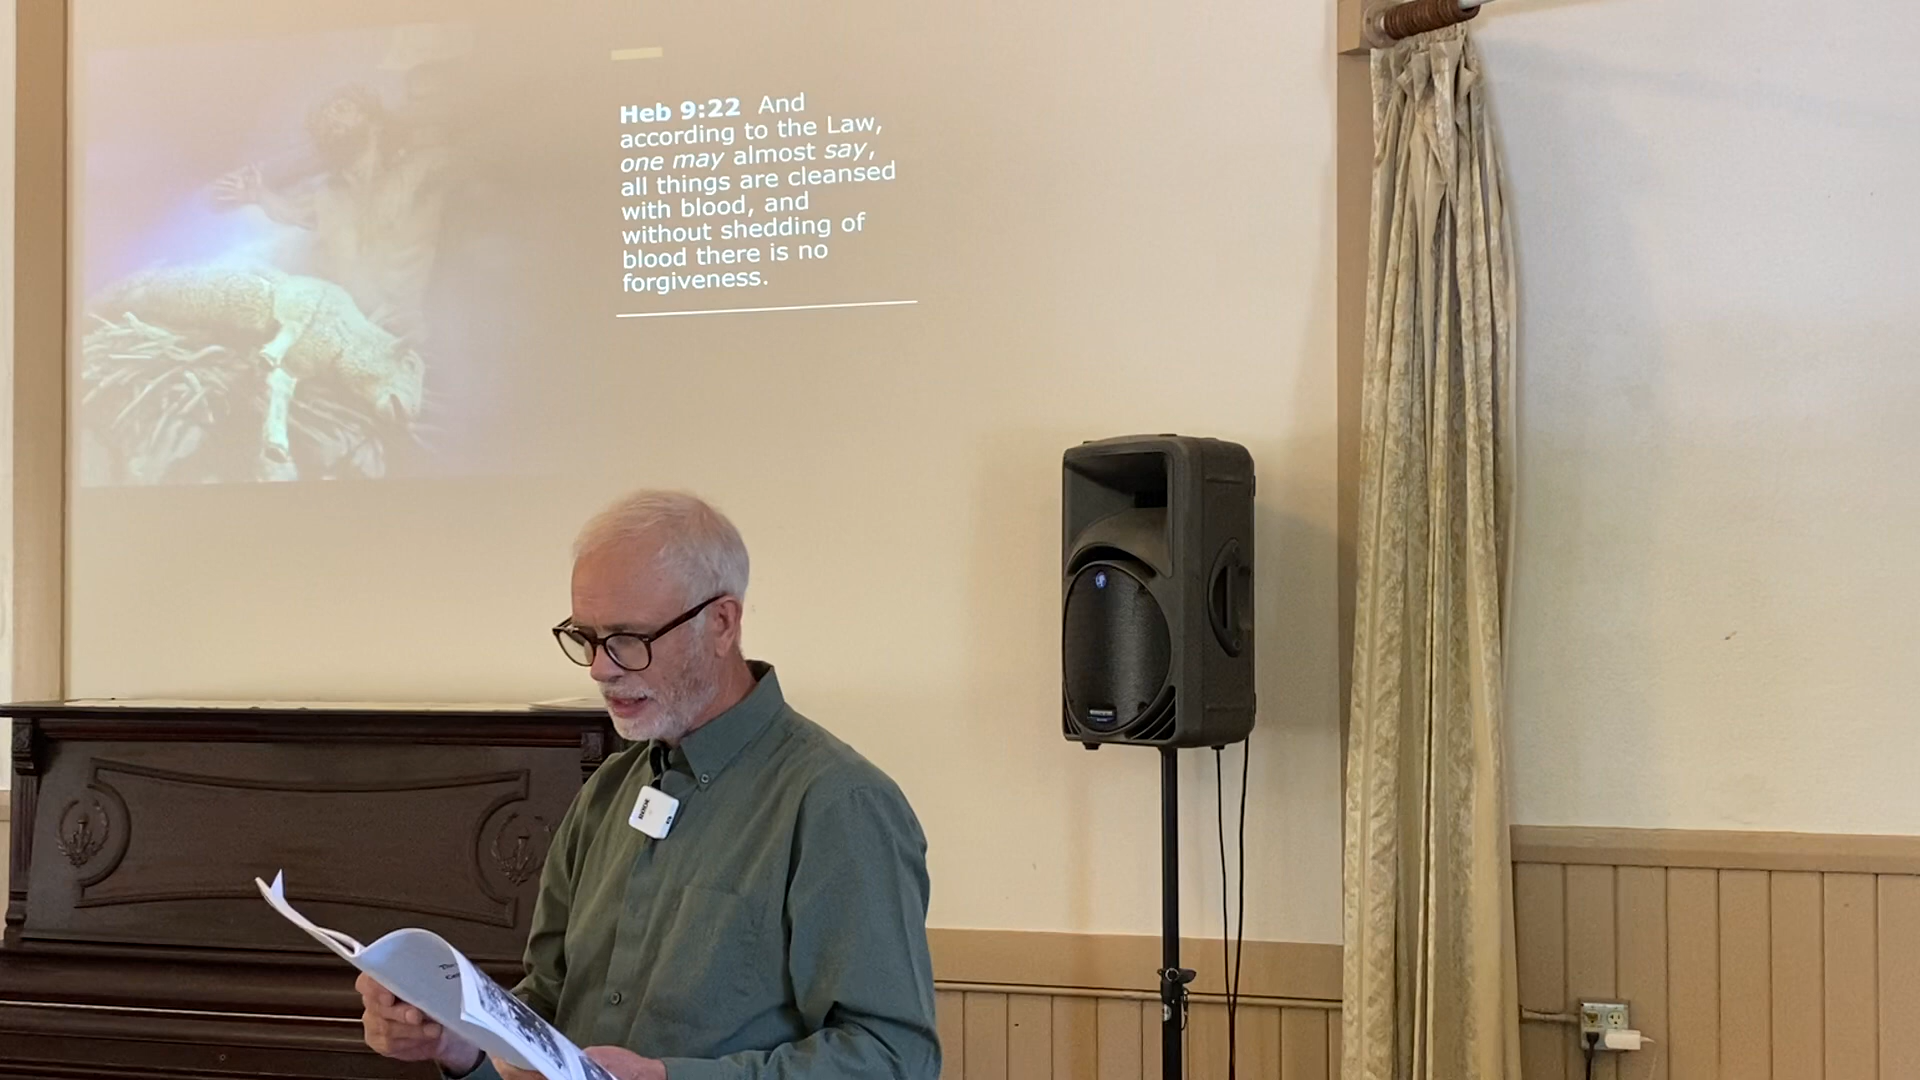 Heb 9:22 And
according to the Law,
one may almost say,
all things are cleansed
with blood, and
without shedding of
blood there is no
forgiveness.
RODE